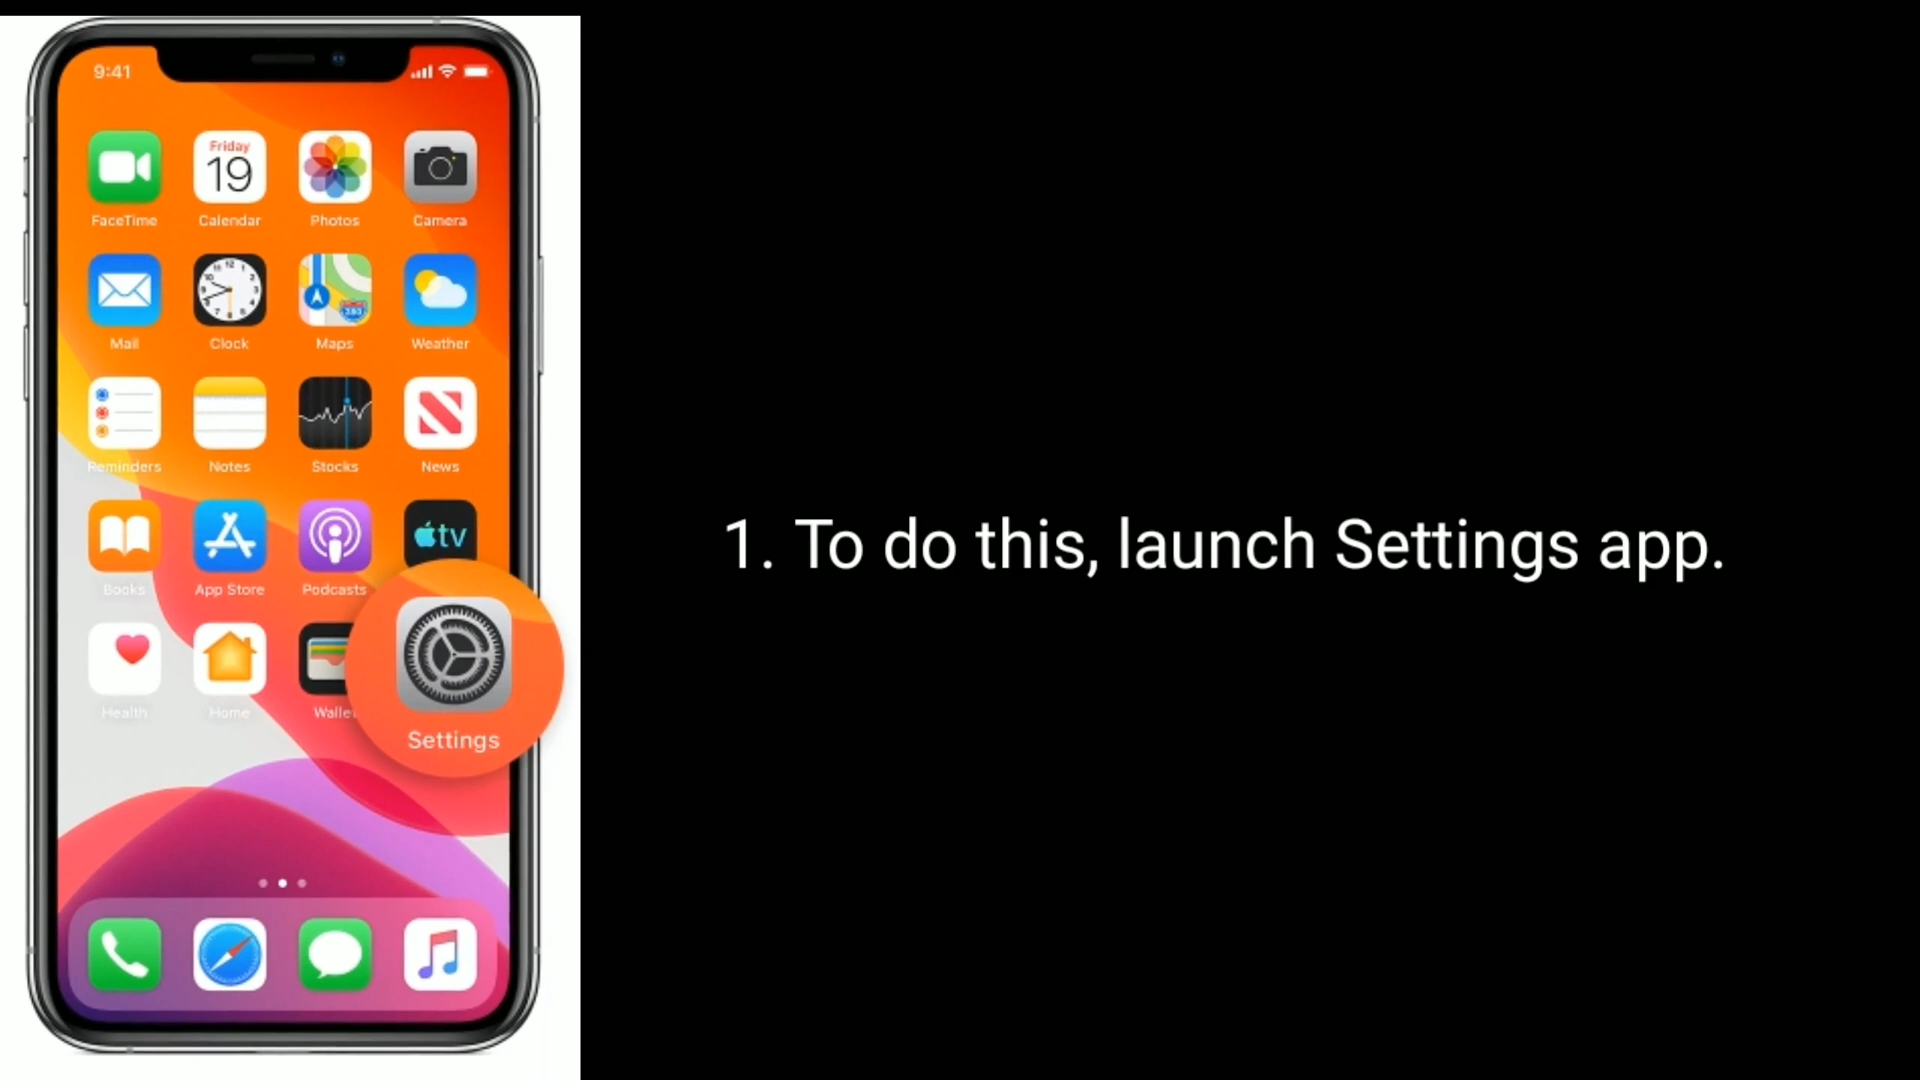 9:41
Friday
19
FaceTime
Calendar
Photos
Camera
Mail
Clock
Maps
Weather
Reminders
Notes
Stocks
News
tv
Books
App Store
Podcasts
Health
Home
Wallet
Settings
1. To do this, launch Settings app.